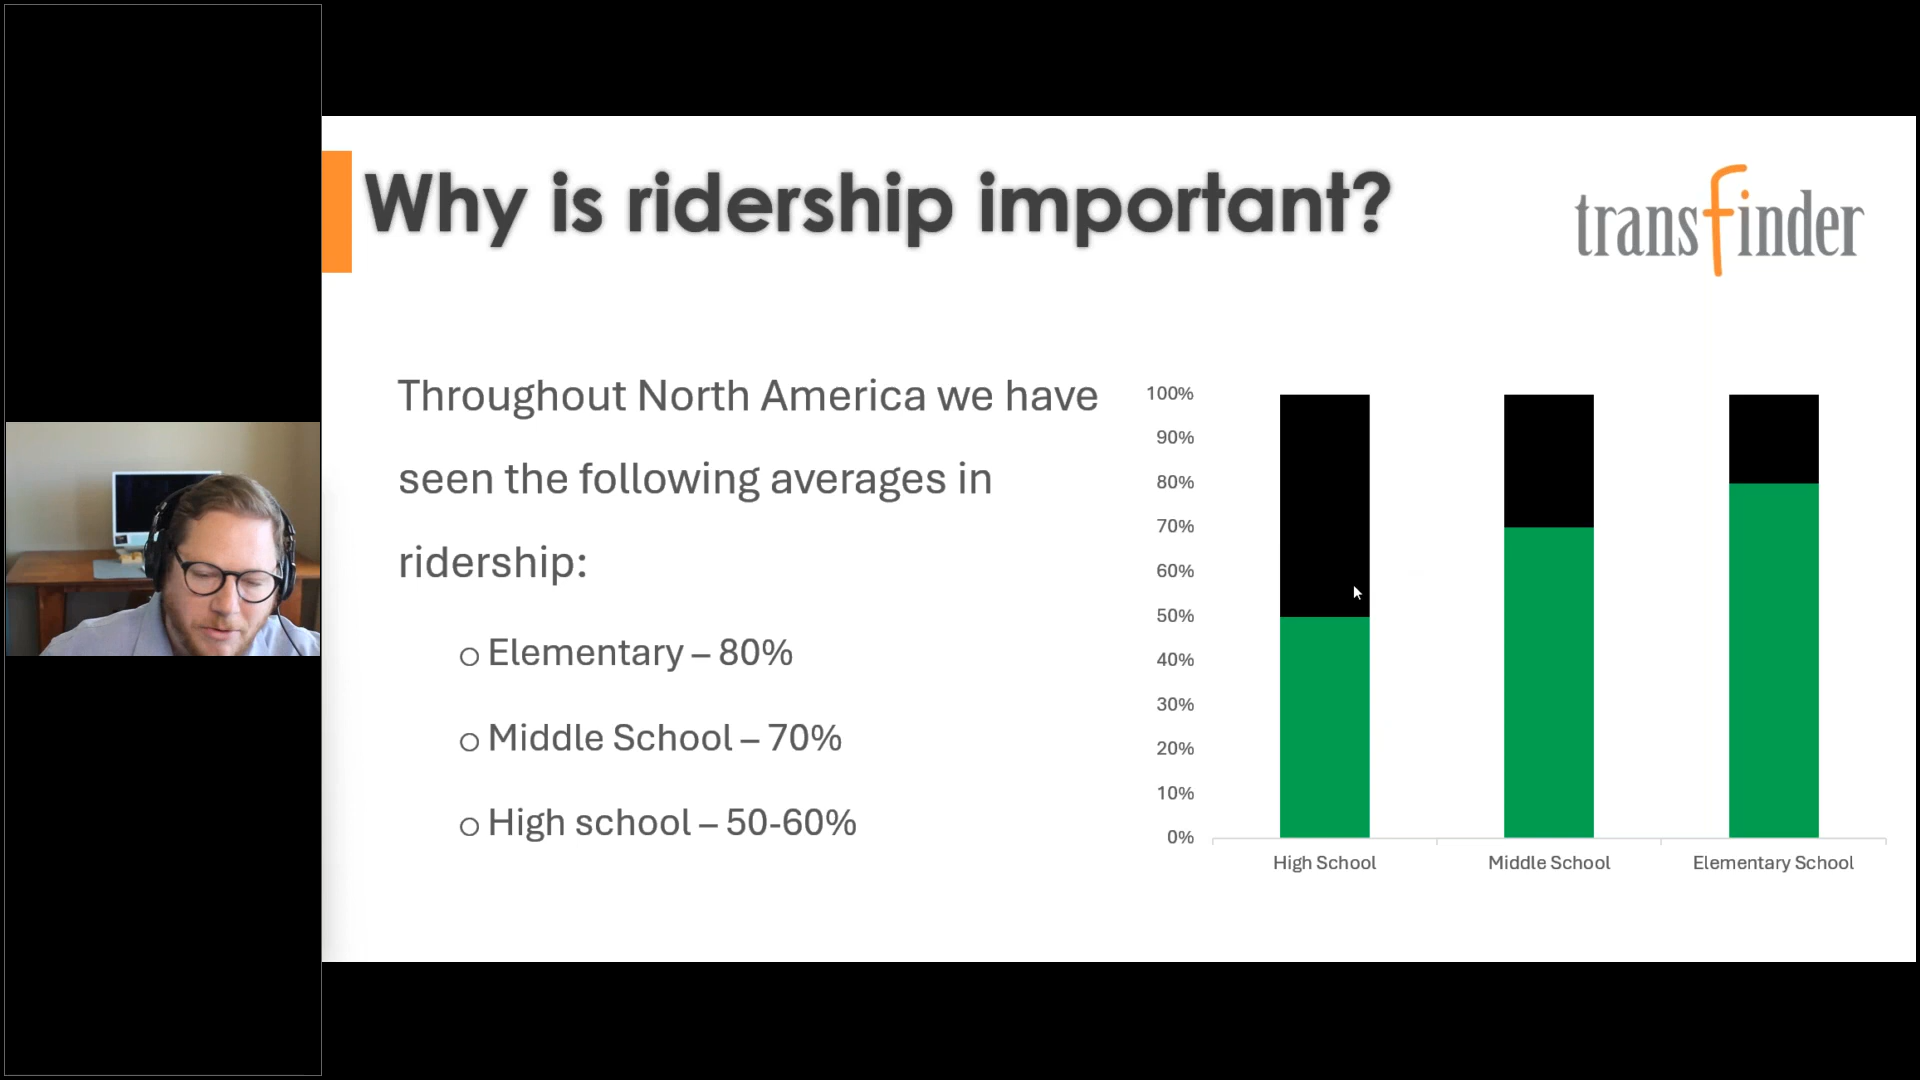 Why is ridership important?
transfinder
Throughout North America we have
seen the following averages in
ridership:
Elementary – 80%
Middle School – 70%
High school – 50-60%
100%
90%
80%
70%
60%
50%
40%
30%
20%
10%
0%
High School
Middle School
Elementary School